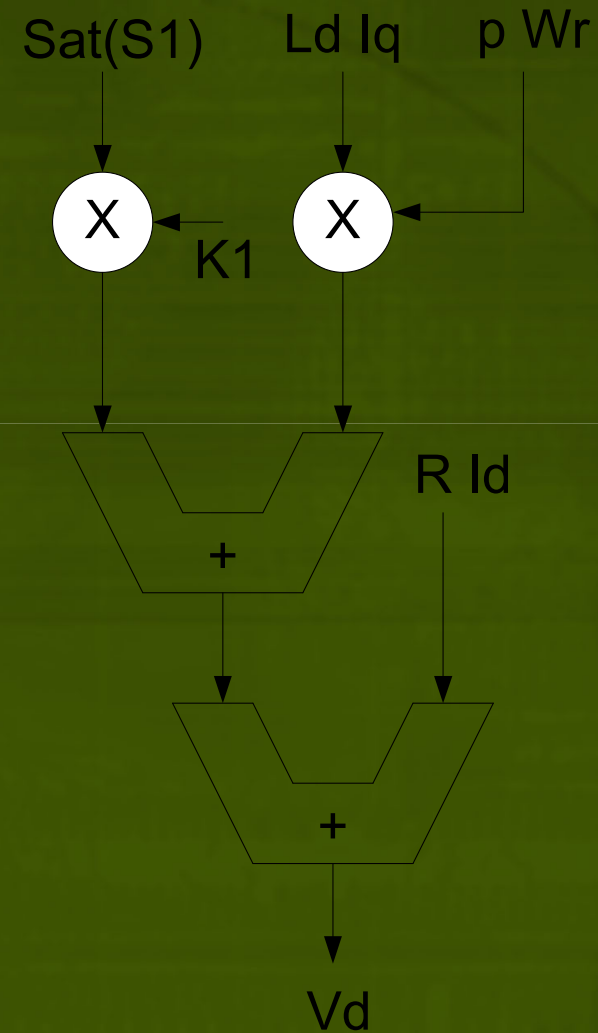 Sat(S1) Ld Iq p Wr
X X
K1
R Id
+
+
Vd